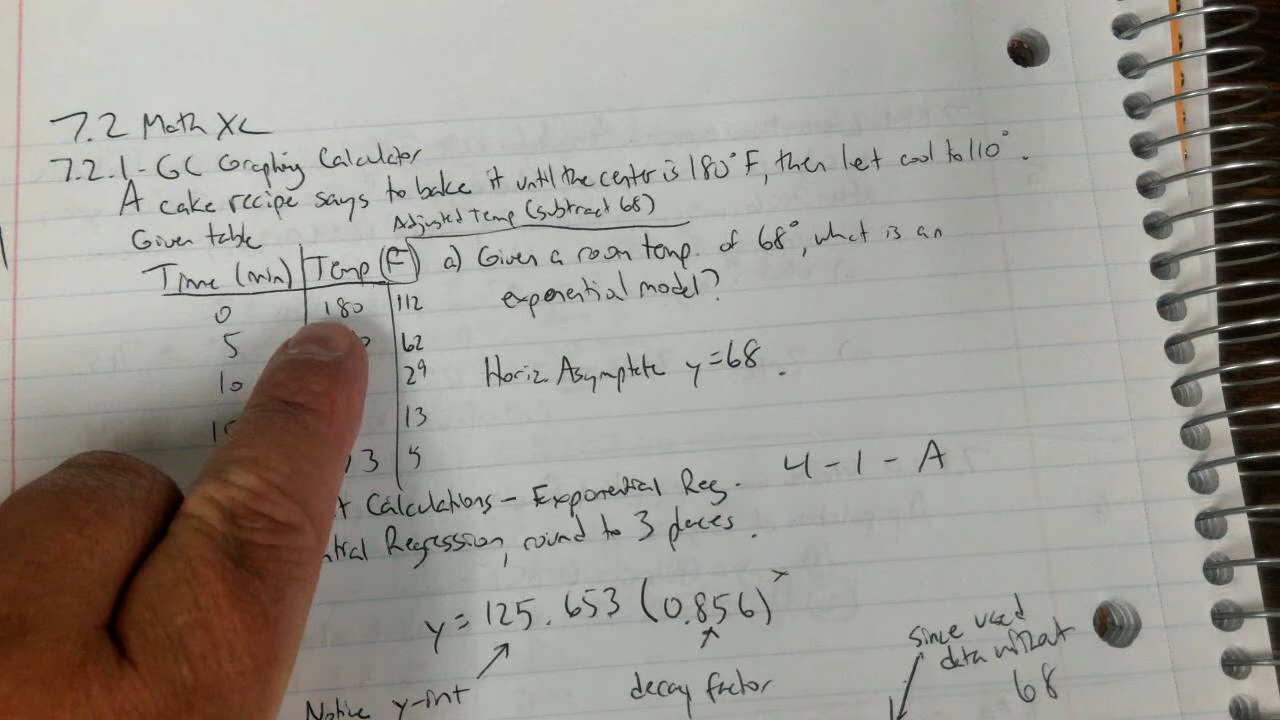 7.2 Math XL
7.2.1 - GC Graphing Calculator
A cake recipe says to bake it until the center is 180° F, then let cool to 110°.
Given table
Adjusted Temp (subtract 68)
Time (min) Temp (F) a) Given a room temp. of 68°, what is an
exponential model?
0 180 112
5 62
10 29
Horiz. Asymptote y=68.
13
3 5
Calculations - Exponential Reg. 4-1-A
Regression, round to 3 places.
y = 125.653 (0.856)^x
Notice y-int
decay factor
since used
data without
68